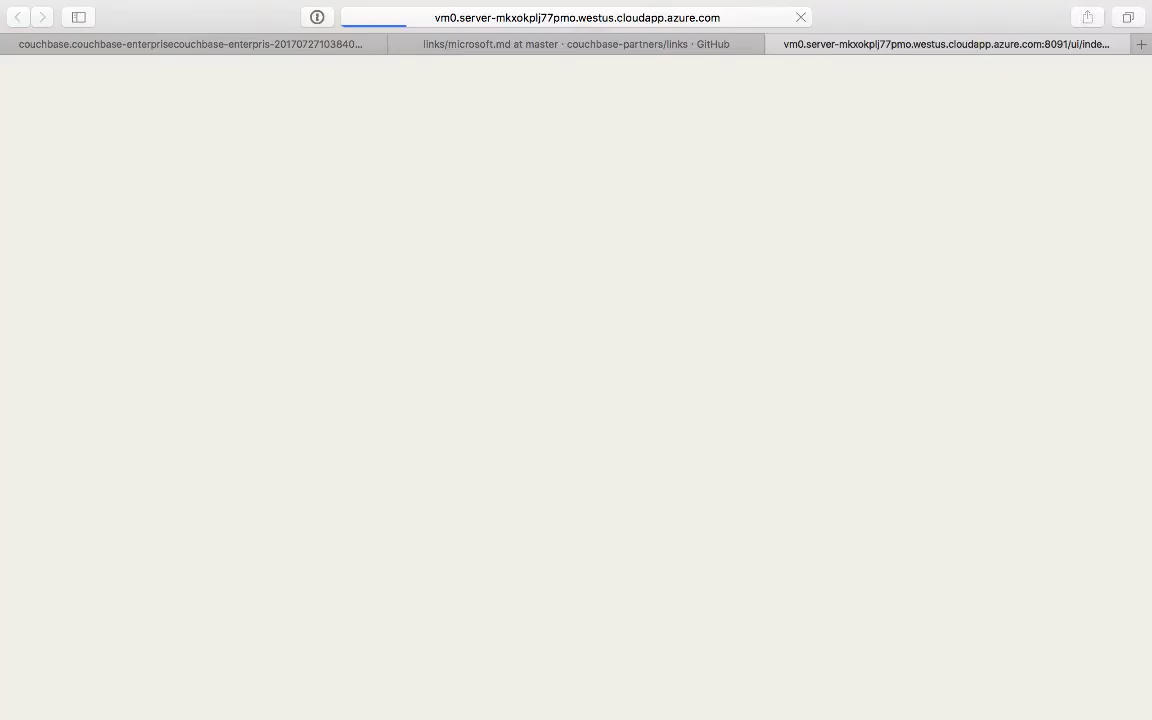 vm0.server-mkxokplj77pmo.westus.cloudapp.azure.com
couchbase.couchbase-enterprisecouchbase-enterpris-20170727103840...
links/microsoft.md at master · couchbase-partners/links · GitHub
vm0.server-mkxokplj77pmo.westus.cloudapp.azure.com:8091/ui/inde...